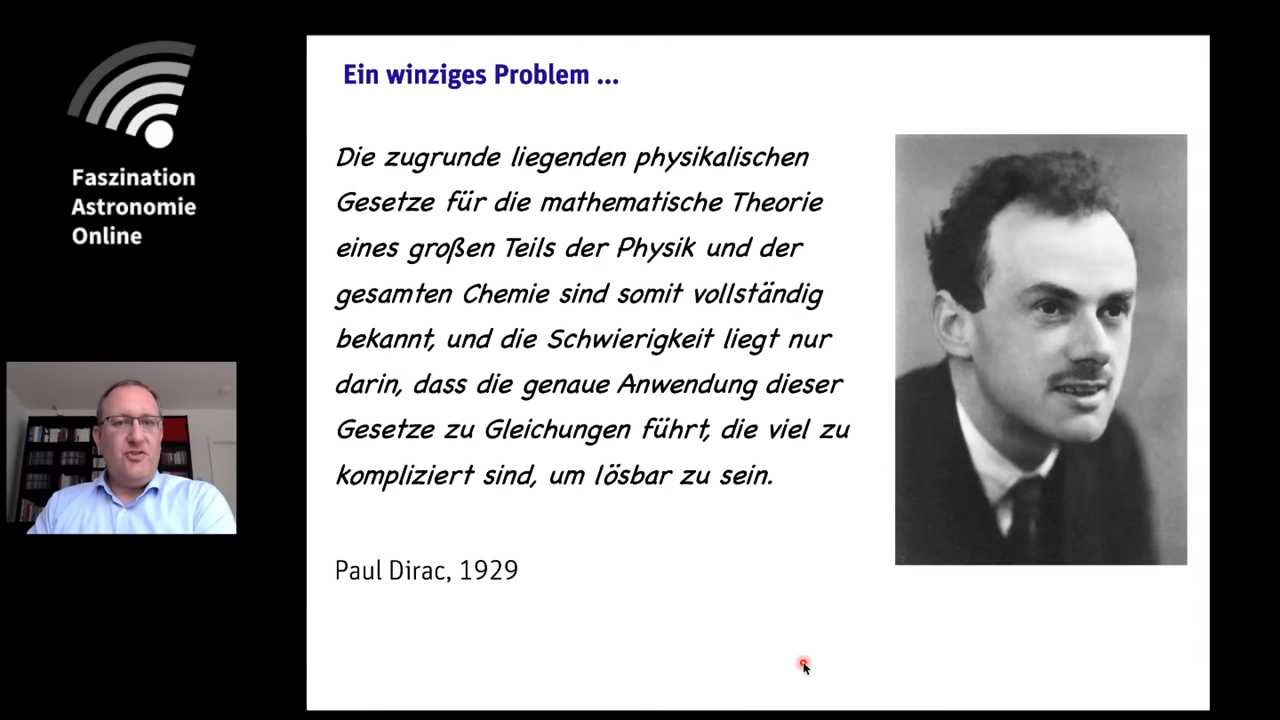 Faszination
Astronomie
Online
Ein winziges Problem ...
Die zugrunde liegenden physikalischen
Gesetze für die mathematische Theorie
eines großen Teils der Physik und der
gesamten Chemie sind somit vollständig
bekannt, und die Schwierigkeit liegt nur
darin, dass die genaue Anwendung dieser
Gesetze zu Gleichungen führt, die viel zu
kompliziert sind, um lösbar zu sein.
Paul Dirac, 1929